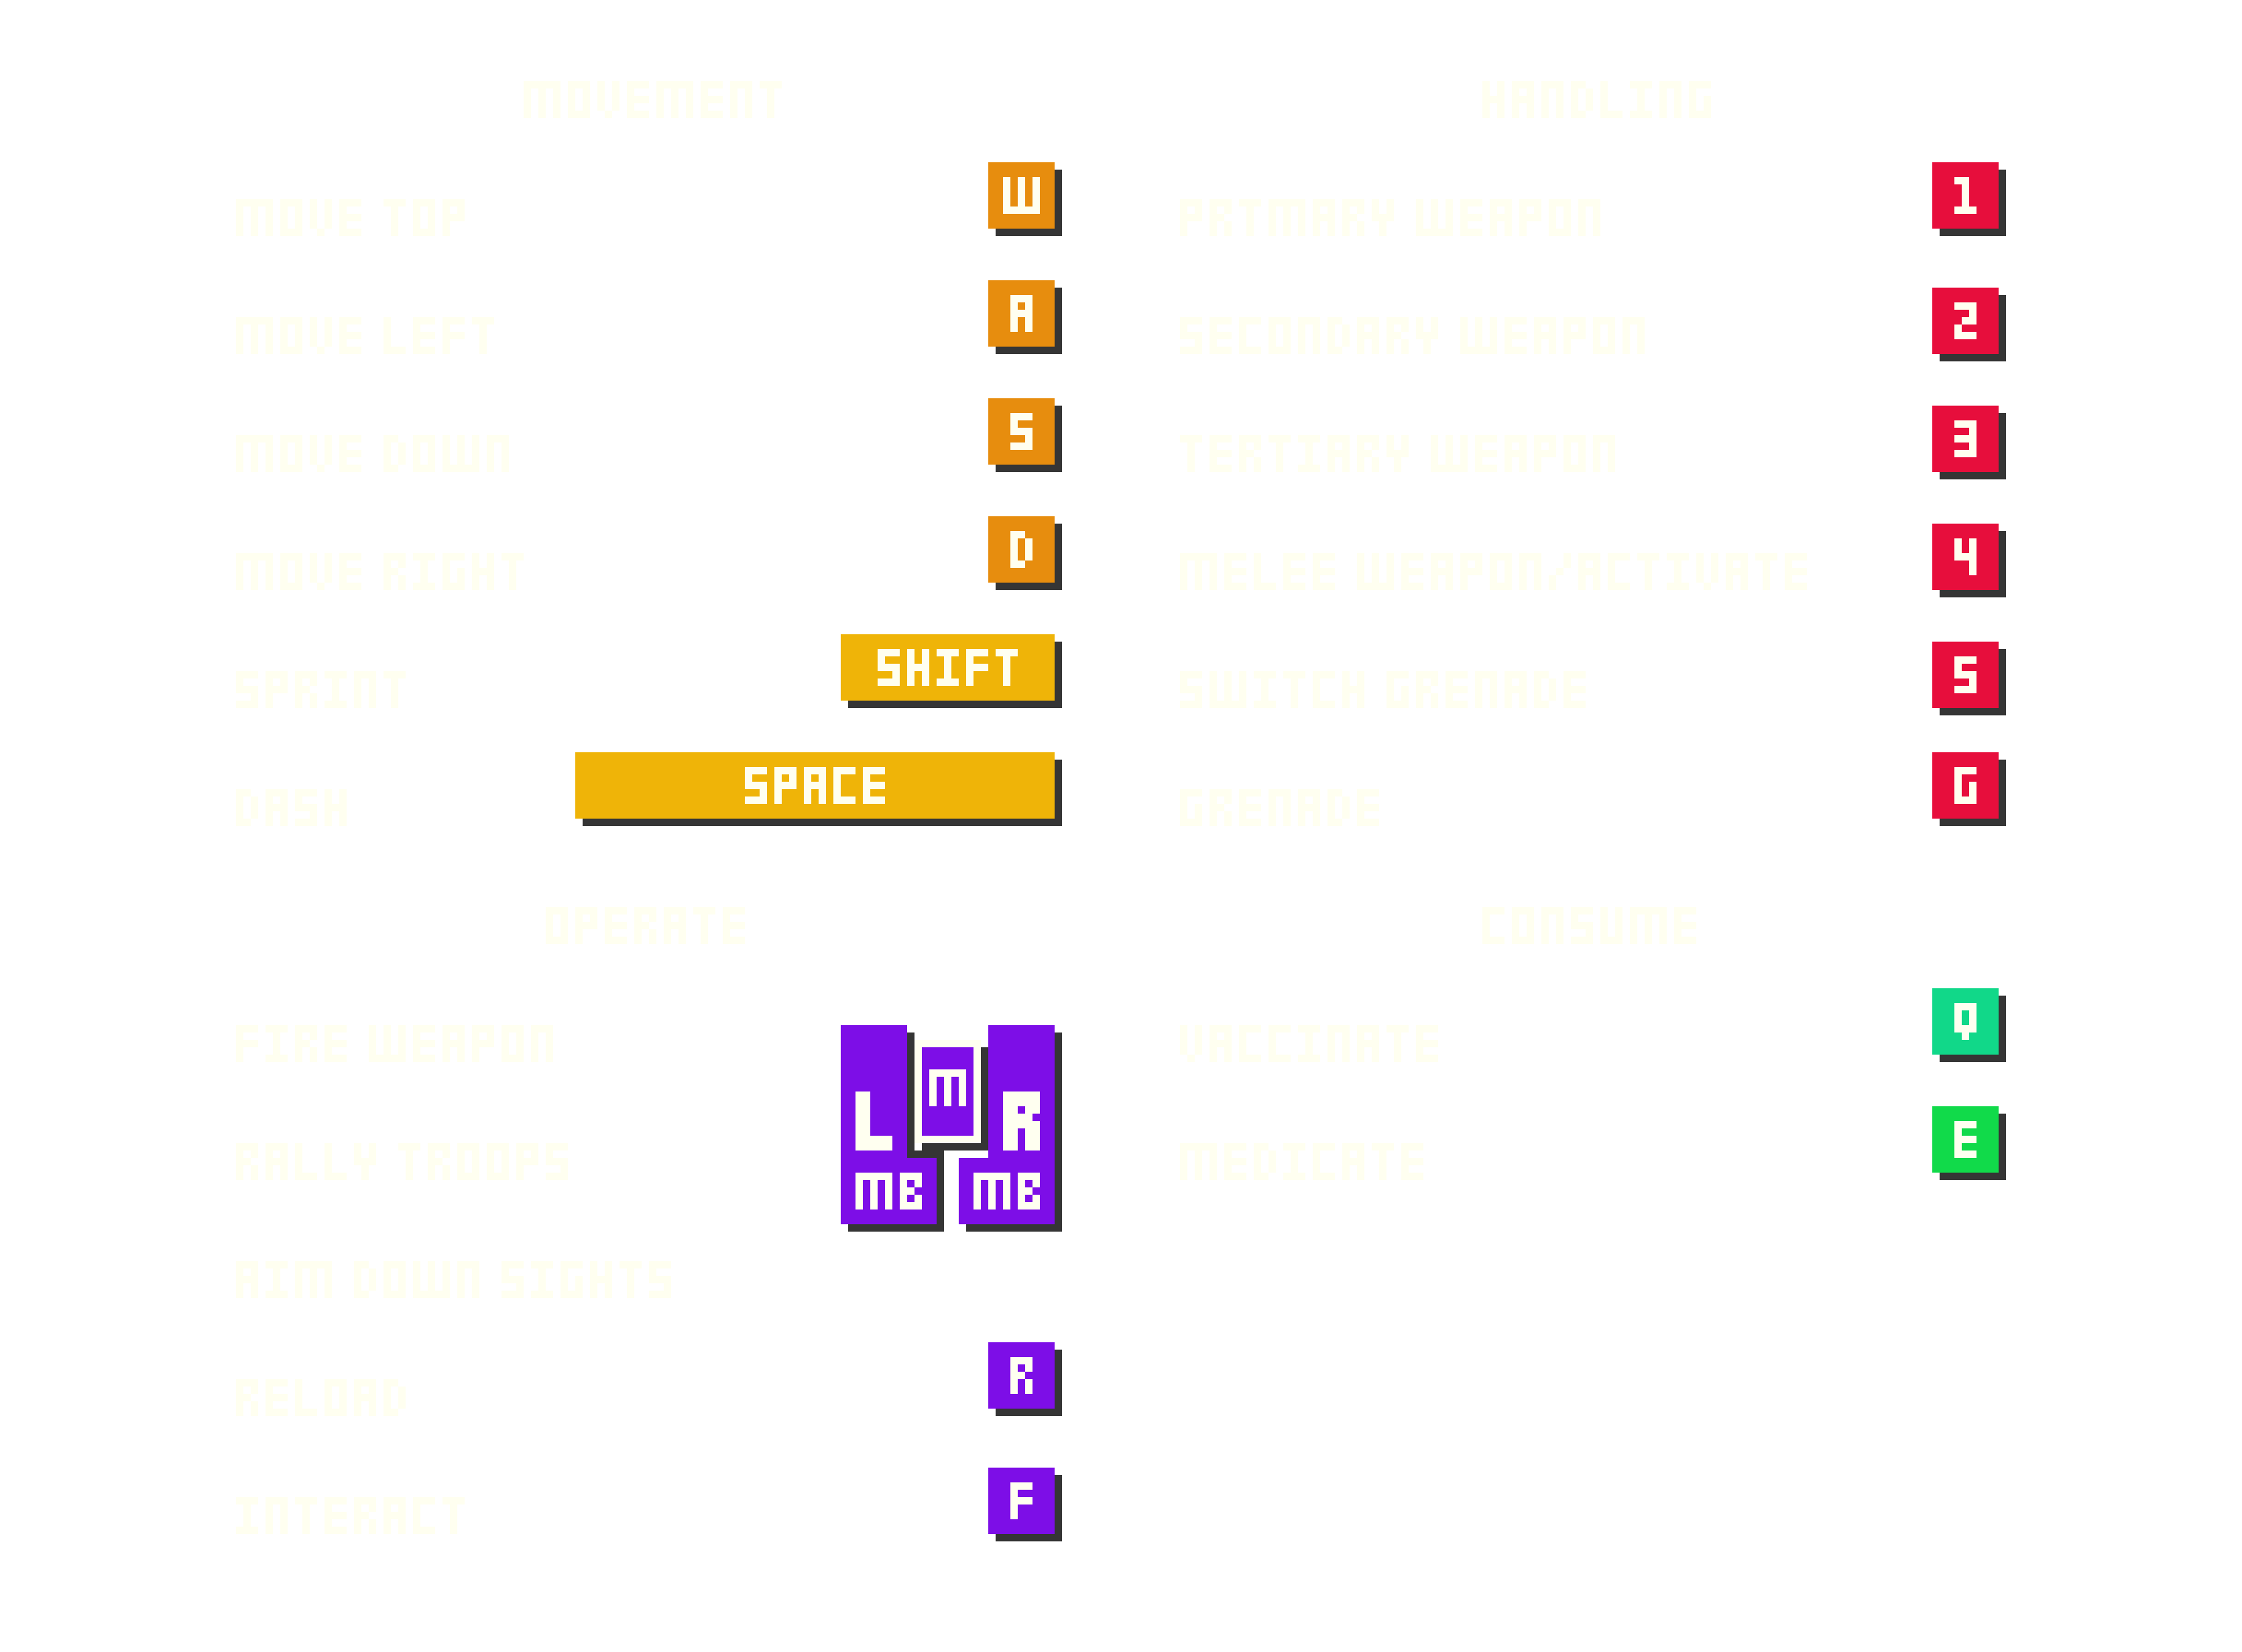 MOVEMENT
MOVE TOP W
MOVE LEFT A
MOVE DOWN S
MOVE RIGHT D
SPRINT SHIFT
DASH SPACE
HANDLING
PRTMARY WEAPON 1
SECONDARY WEAPON 2
TERTIARY WEAPON 3
MELEE WEAPON/ACTIVATE 4
SWITCH GRENADE 5
GRENADE G
OPERATE
FIRE WEAPON
RALLY TROOPS
AIM DOWN SIGHTS
L M R
MB MB
RELOAD R
INTERACT F
CONSUME
VACCINATE Q
MEDICATE E